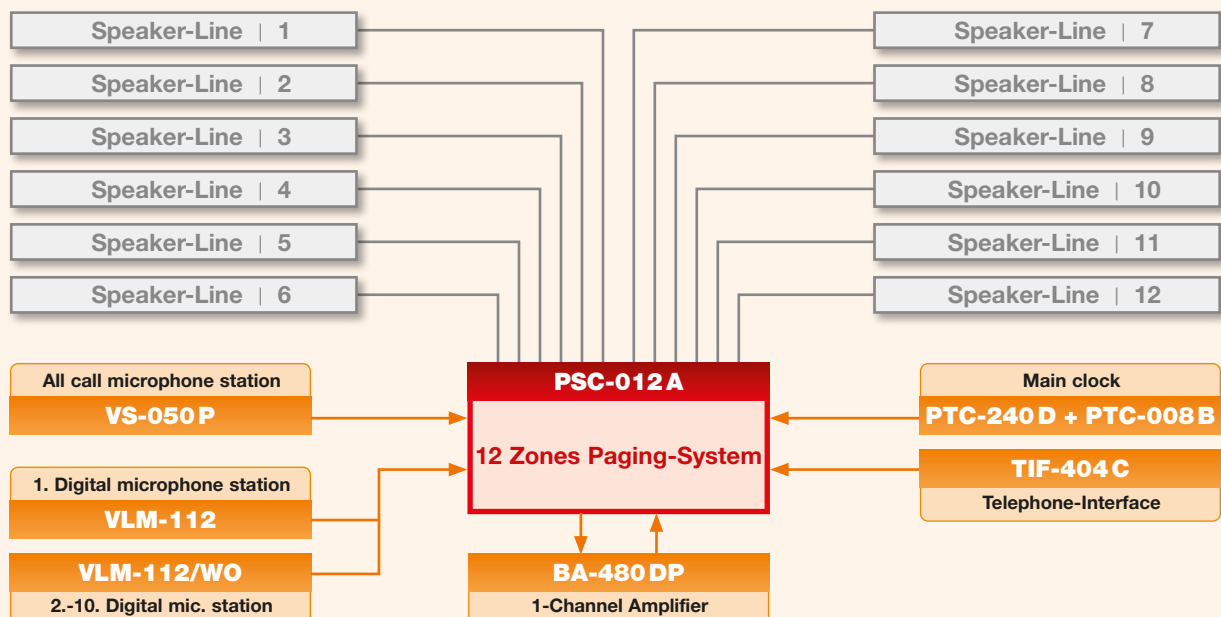 Speaker-Line | 1
Speaker-Line | 2
Speaker-Line | 3
Speaker-Line | 4
Speaker-Line | 5
Speaker-Line | 6
Speaker-Line | 7
Speaker-Line | 8
Speaker-Line | 9
Speaker-Line | 10
Speaker-Line | 11
Speaker-Line | 12
All call microphone station
VS-050 P
1. Digital microphone station
VLM-112
VLM-112/WO
2.-10. Digital mic. station
PSC-012 A
12 Zones Paging-System
BA-480 DP
1-Channel Amplifier
Main clock
PTC-240 D + PTC-008 B
TIF-404 C
Telephone-Interface